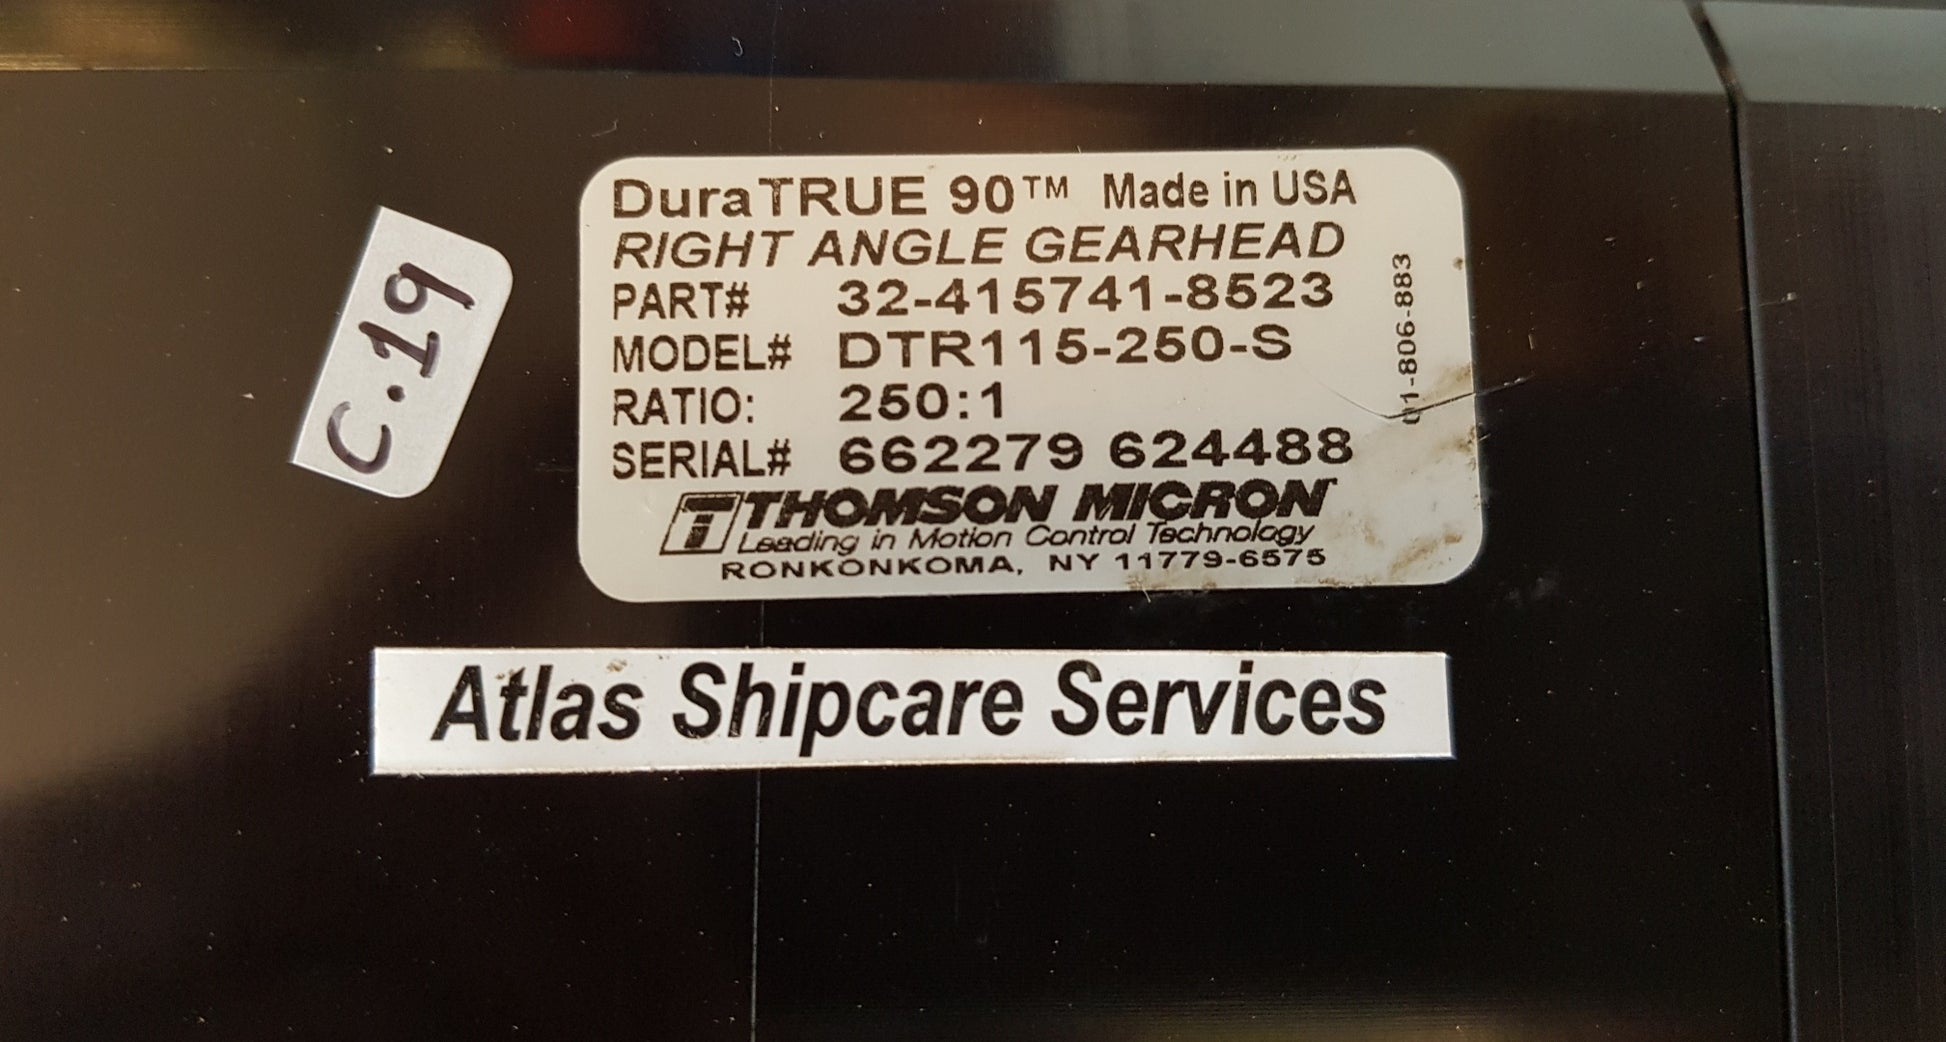 DuraTRUE 90™ Made in USA
RIGHT ANGLE GEARHEAD
PART# 32-415741-8523
MODEL# DTR115-250-S
RATIO: 250:1
SERIAL# 662279 624488
THOMSON MICRON
Leading in Motion Control Technology
RONKONKOMA, NY 11779-6575
01-806-883
C.19
Atlas Shipcare Services